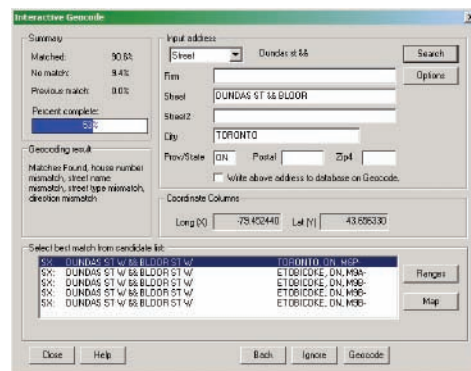 Interactive Geocode
Summary
Matched: 90.6%
No match: 9.4%
Previous match: 0.0%
Percent complete:
Geocoding result
Matches Found, house number
mismatch, street name
mismatch, street type mismatch,
direction mismatch
Input address
Street Dundas st &&
Firm
Street DUNDAS ST && BLOOR
Street2
City TORONTO
Prov/State ON Postal Zip4
Write above address to database on Geocode.
Search
Options
Coordinate Columns
Long (X) -79.452440 Lat (Y) 43.656330
Select best match from candidate list:
SX: DUNDAS ST W && BLOOR ST W TORONTO, ON, M6P-
SX: DUNDAS ST W && BLOOR ST W ETOBICOKE, ON, M9A-
SX: DUNDAS ST W && BLOOR ST W ETOBICOKE, ON, M9B-
SX: DUNDAS ST W && BLOOR ST W ETOBICOKE, ON, M9B-
SX: DUNDAS ST W && BLOOR ST W ETOBICOKE, ON, M9B-
Ranges
Map
Close Help Back Ignore Geocode